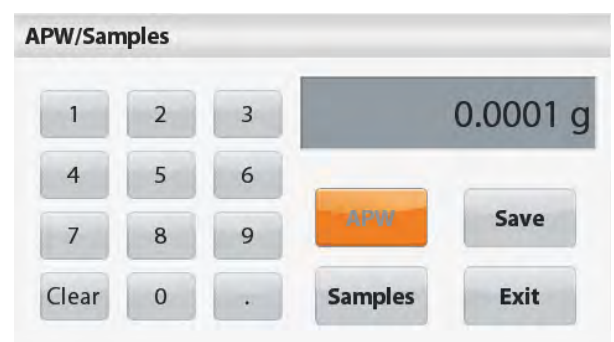 APW/Samples
0.0001 g
1 2 3
4 5 6
7 8 9
Clear 0 .
APW Save
Samples Exit